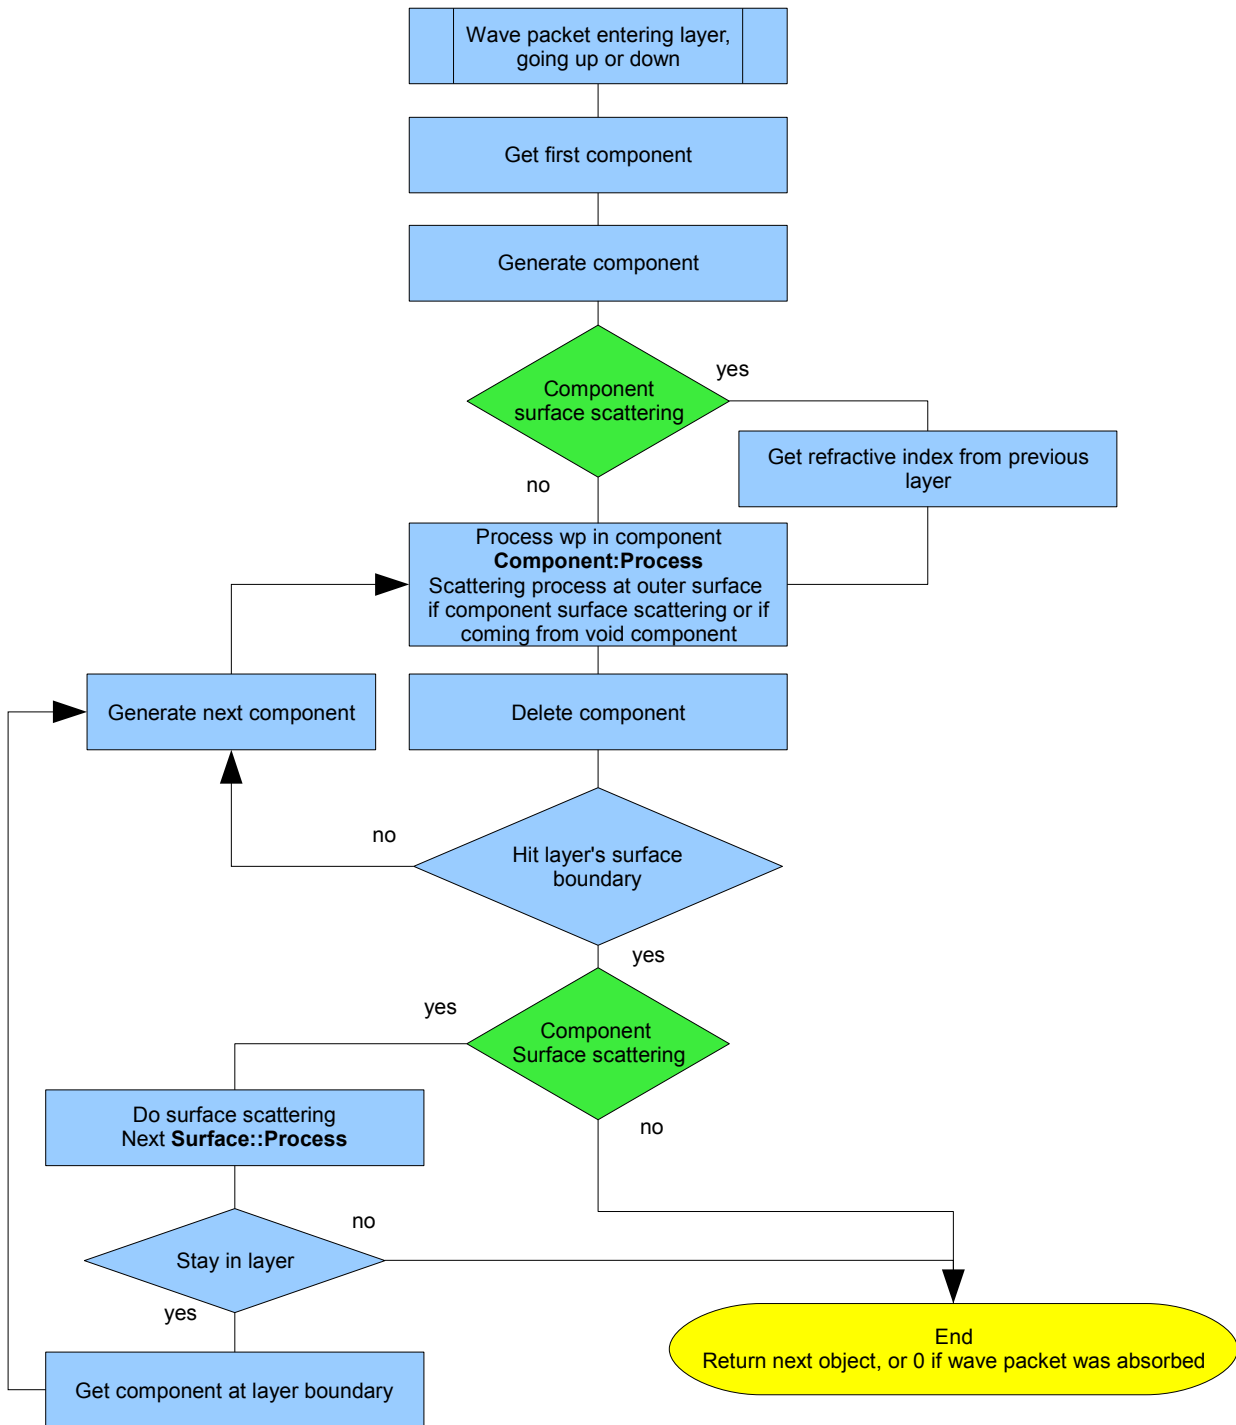 Wave packet entering layer,
going up or down
Get first component
Generate component
Component
surface scattering
yes
Get refractive index from previous
layer
no
Process wp in component
Component:Process
Scattering process at outer surface
if component surface scattering or if
coming from void component
Generate next component
Delete component
no
Hit layer's surface
boundary
yes
yes
Component
Surface scattering
Do surface scattering
Next Surface::Process
no
no
Stay in layer
yes
End
Return next object, or 0 if wave packet was absorbed
Get component at layer boundary